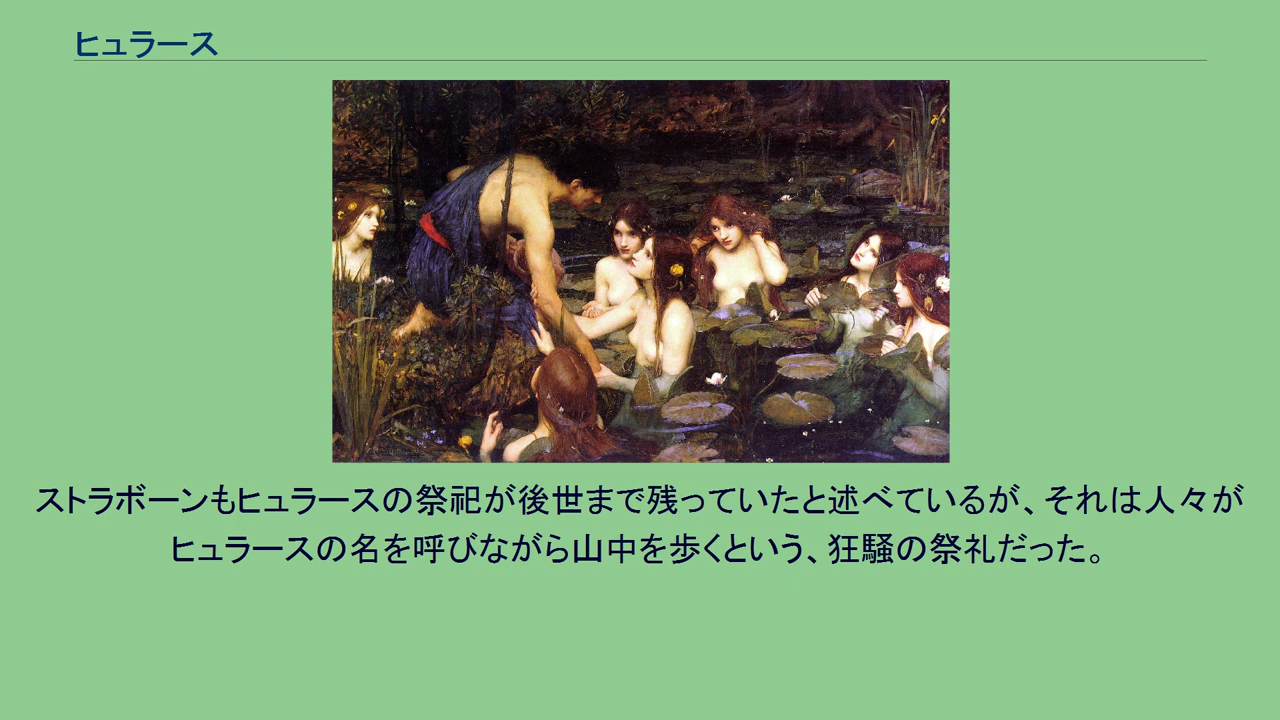 ヒュラース
ストラボーンもヒュラースの祭祀が後世まで残っていたと述べているが、それは人々が
ヒュラースの名を呼びながら山中を歩くという、狂騒の祭礼だった。